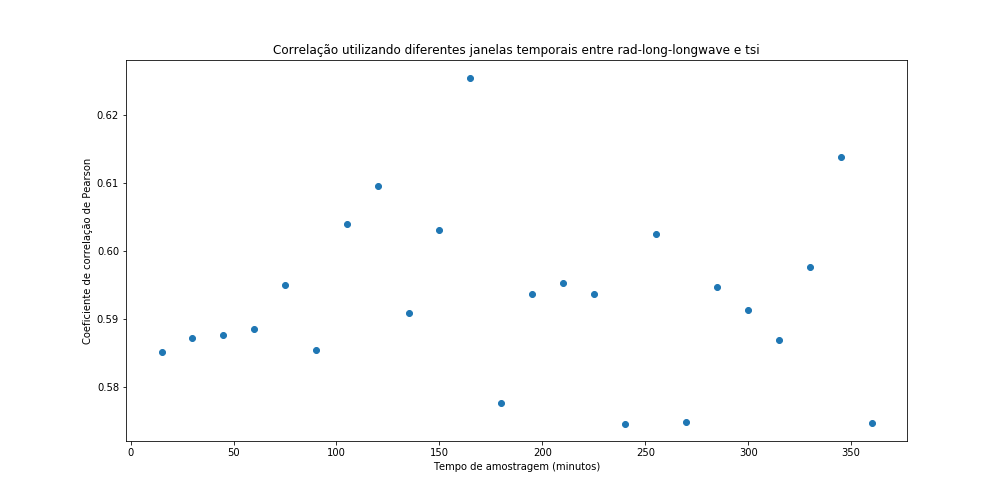 Correlação utilizando diferentes janelas temporais entre rad-long-longwave e tsi
Coeficiente de correlação de Pearson
0.62
0.61
0.60
0.59
0.58
0 50 100 150 200 250 300 350
Tempo de amostragem (minutos)